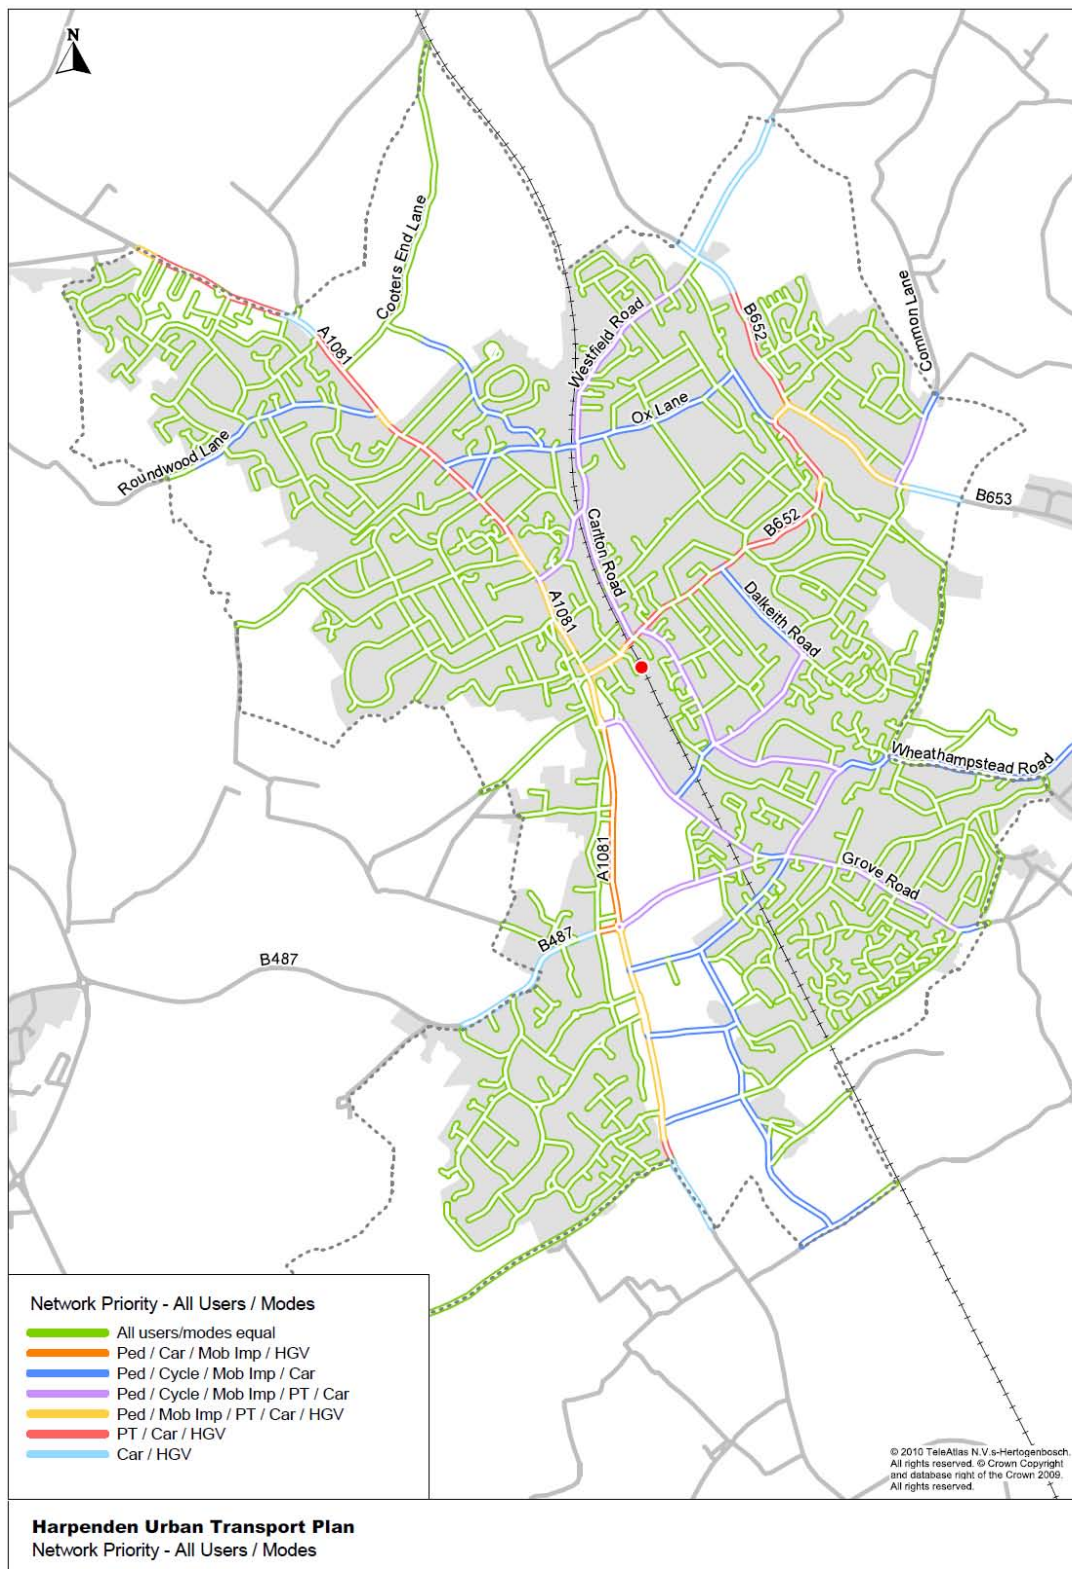 N
Cooters End Lane
A1081
Westfield Road
B652
Common Lane
Ox Lane
Roundwood Lane
B653
B652
Carlton Road
A1081
Dalkeith Road
Wheathampstead Road
A1081
Grove Road
B487
B487
Network Priority - All Users / Modes
All users/modes equal
Ped / Car / Mob Imp / HGV
Ped / Cycle / Mob Imp / Car
Ped / Cycle / Mob Imp / PT / Car
Ped / Mob Imp / PT / Car / HGV
PT / Car / HGV
Car / HGV
© 2010 TeleAtlas N.V.s-Hertogenbosch.
All rights reserved. © Crown Copyright
and database right of the Crown 2009.
All rights reserved.
Harpenden Urban Transport Plan
Network Priority - All Users / Modes